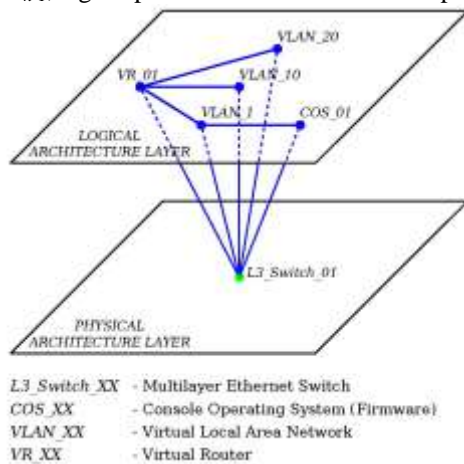 VLAN_20
VR_01
VLAN_10
VLAN_1
COS_01
LOGICAL
ARCHITECTURE LAYER
L3_Switch_01
PHYSICAL
ARCHITECTURE LAYER
L3_Switch_XX - Multilayer Ethernet Switch
COS_XX - Console Operating System (Firmware)
VLAN_XX - Virtual Local Area Network
VR_XX - Virtual Router